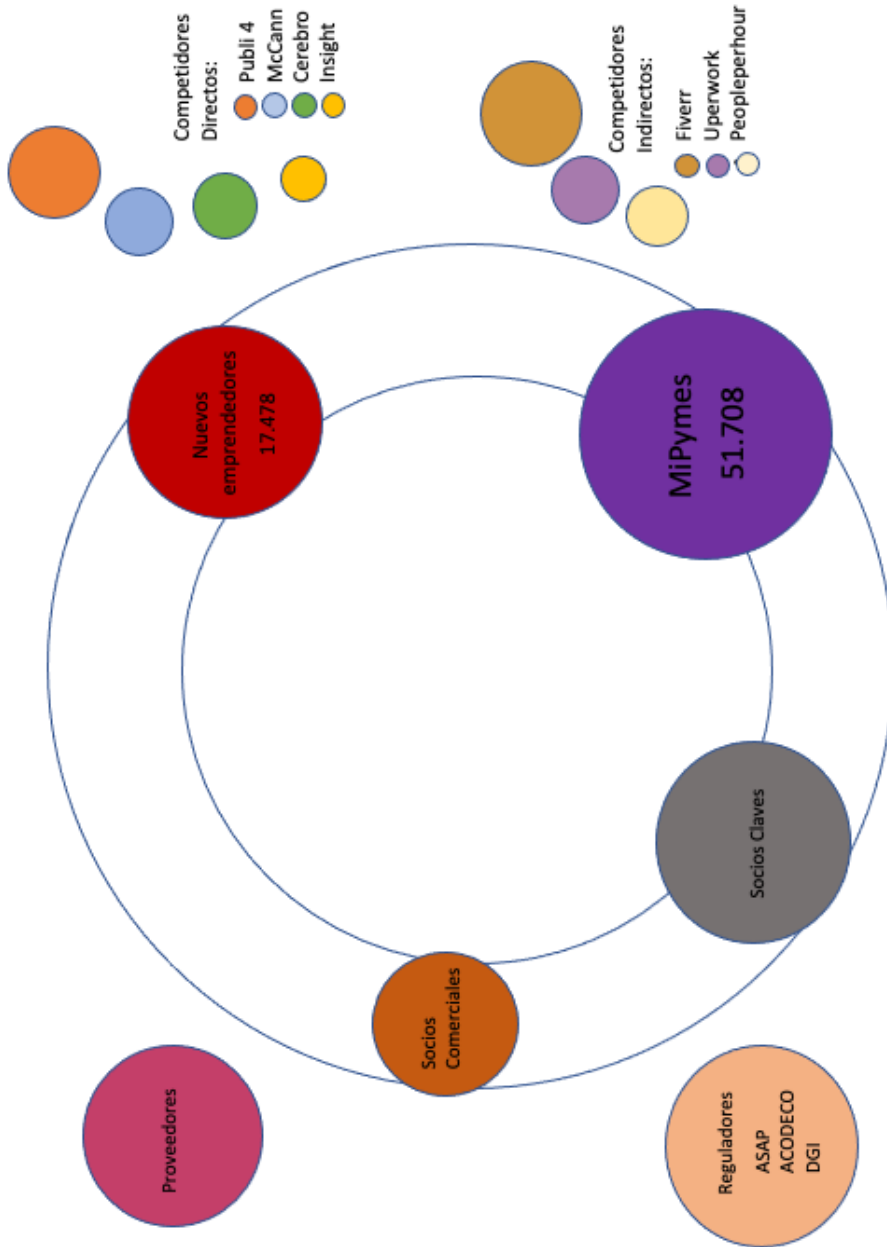 Proveedores
Nuevos
emprendedores
17.478
Competidores
Directos:
Publi 4
McCann
Cerebro
Insight
Socios
Comerciales
Competidores
Indirectos:
Fiverr
Uperwork
Peopleperhour
MiPymes
51.708
Socios Claves
Reguladores
ASAP
ACODECO
DGI